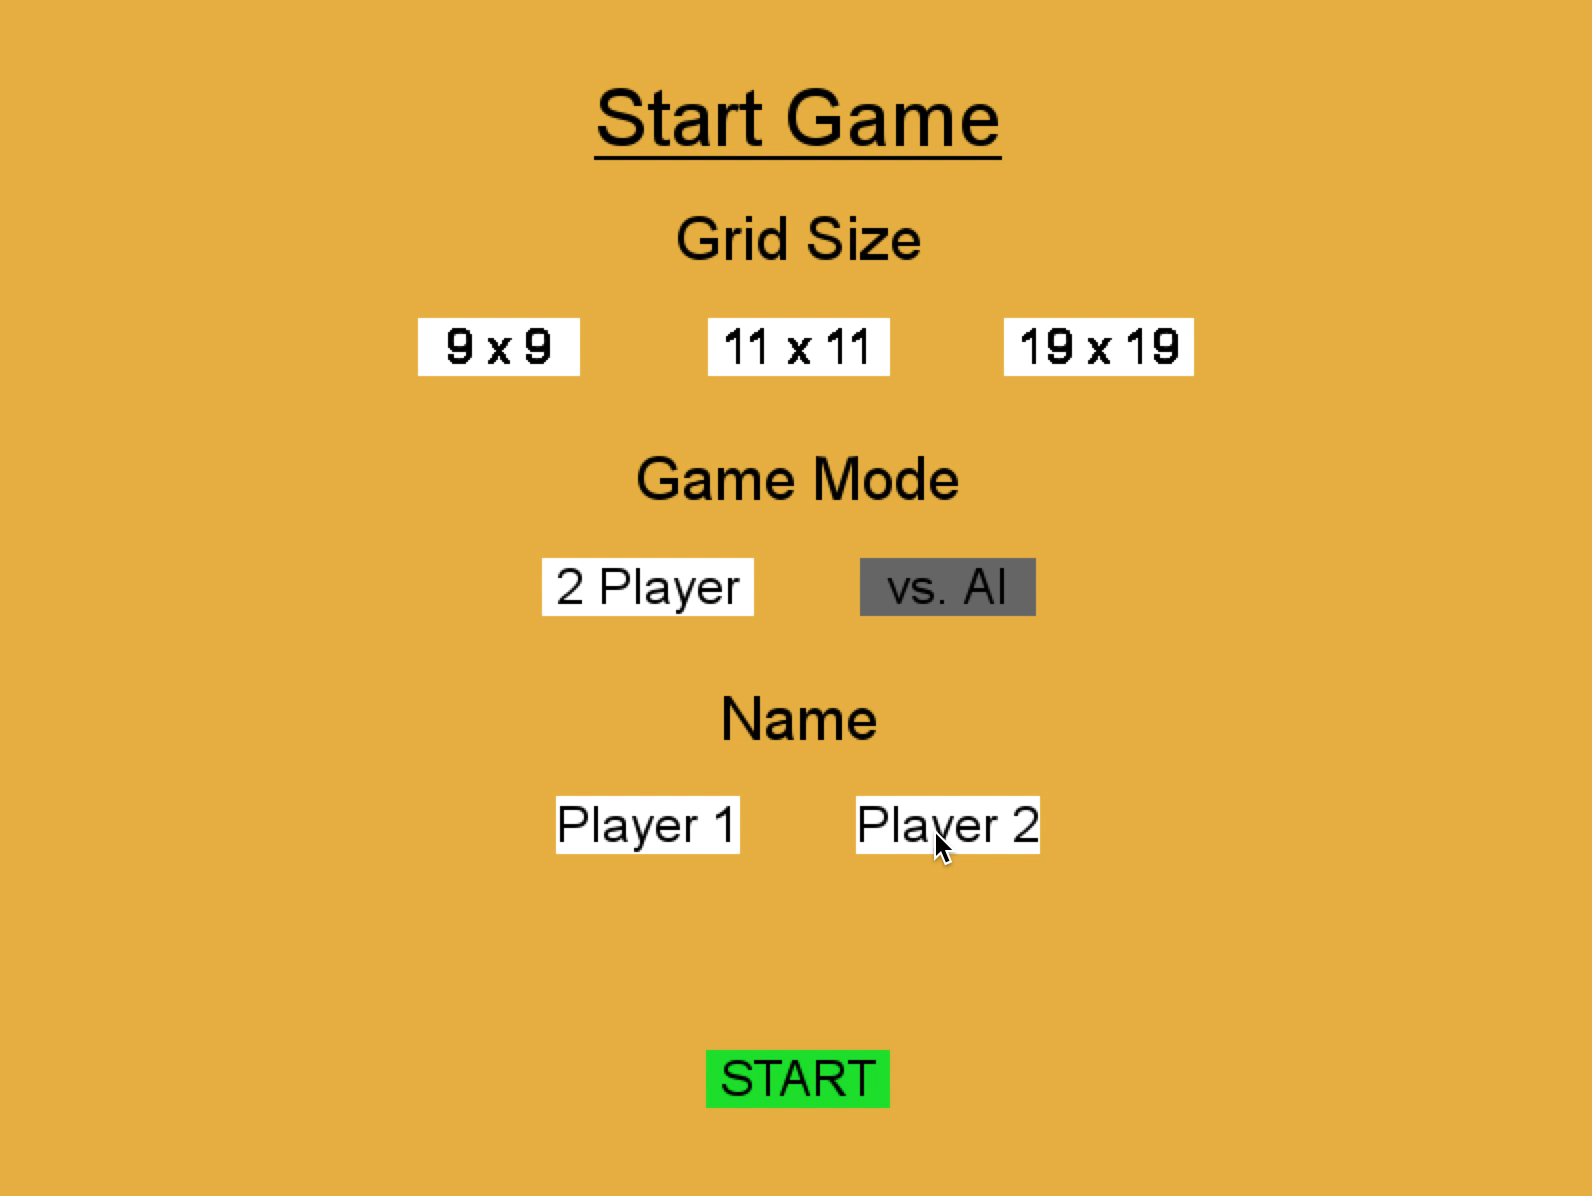 Start Game
Grid Size
9 x 9 11 x 11 19 x 19
Game Mode
2 Player vs. AI
Name
Player 1 Player 2
START